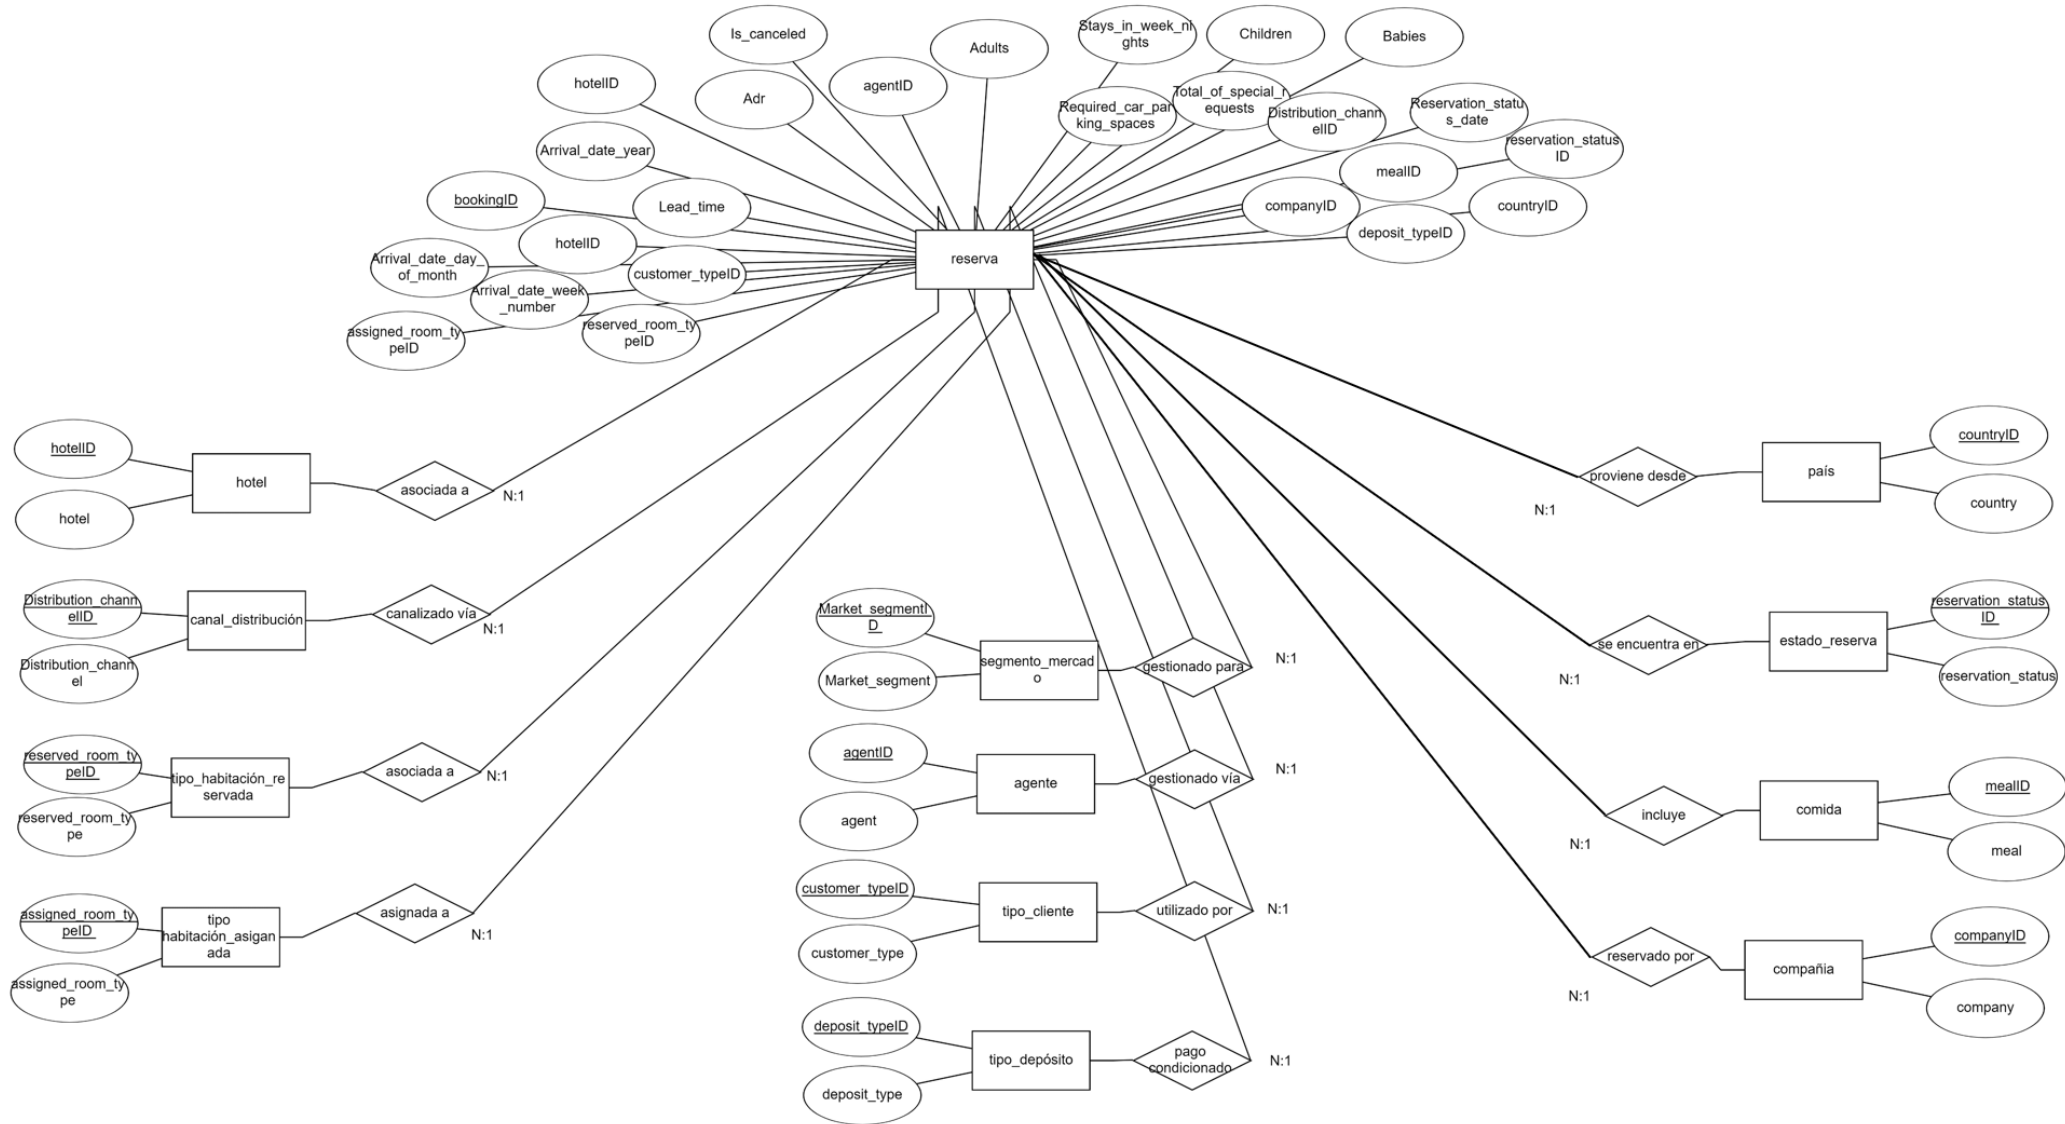 Is_canceled
Adults
Stays_in_week_ni
ghts
Children
Babies
hotelID
Adr
agentID
Required_car_par
king_spaces
Total_of_special_r
equests
Distribution_chann
elID
Reservation_statu
s_date
reservation_status
ID
Arrival_date_year
mealID
bookingID
Lead_time
companyID
countryID
hotelID
deposit_typeID
Arrival_date_day_
of_month
customer_typeID
reserva
Arrival_date_week
_number
assigned_room_ty
peID
reserved_room_ty
peID
hotelID
hotel
hotel
asociada a
N:1
Distribution_chann
elID
canal_distribución
canalizado vía
N:1
Distribution_chann
el
reserved_room_ty
peID
tipo_habitación_re
servada
asociada a
N:1
reserved_room_ty
pe
assigned_room_ty
peID
tipo
habitación_asigan
ada
asignada a
N:1
assigned_room_ty
pe
Market_segmentI
D
segmento_mercad
o
gestionado para
N:1
Market_segment
agentID
agente
gestionado vía
N:1
agent
customer_typeID
tipo_cliente
utilizado por
N:1
customer_type
deposit_typeID
tipo_depósito
pago
condicionado
N:1
deposit_type
countryID
proviene desde
país
N:1
country
reservation_status
ID
se encuentra en
estado_reserva
N:1
reservation_status
mealID
incluye
comida
N:1
meal
companyID
reservado por
compañia
N:1
company